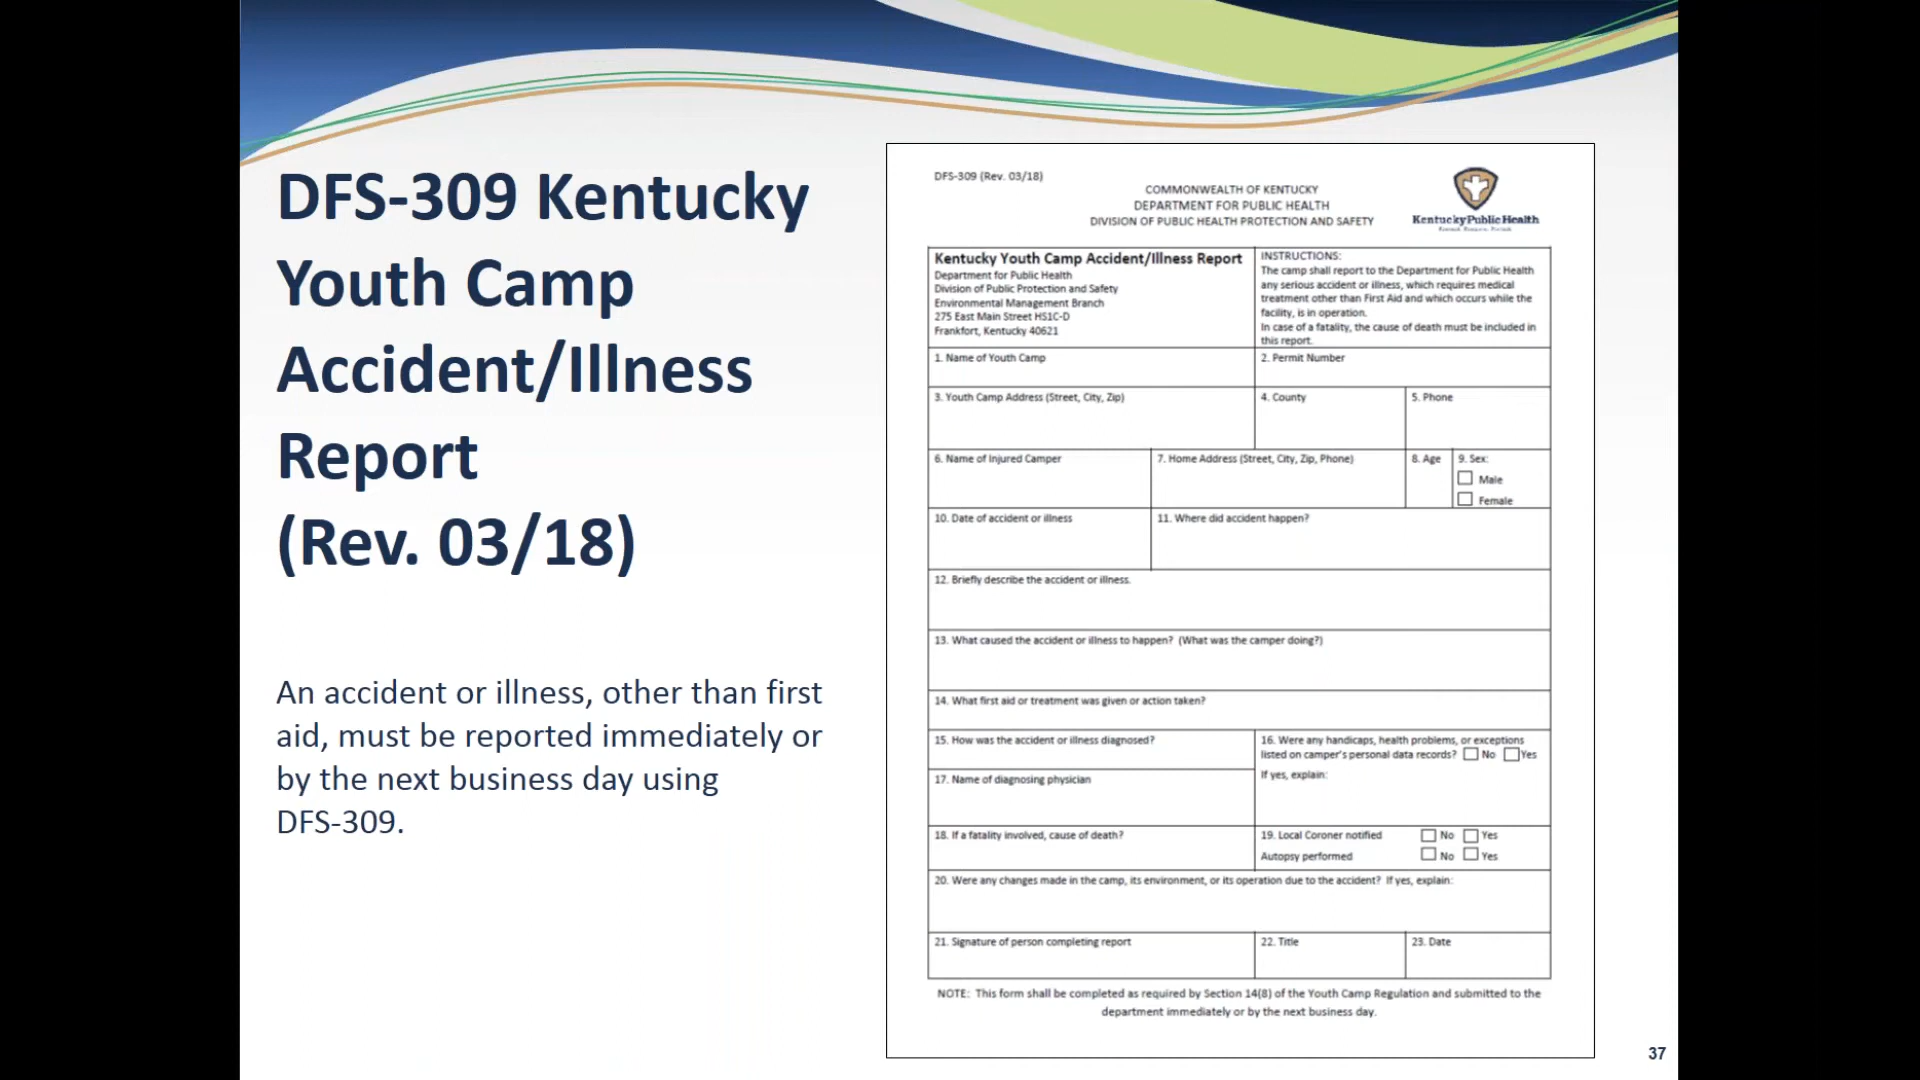 DFS-309 Kentucky
Youth Camp
Accident/Illness
Report
(Rev. 03/18)
An accident or illness, other than first
aid, must be reported immediately or
by the next business day using
DFS-309.
DFS-309 (Rev. 03/18)
COMMONWEALTH OF KENTUCKY
DEPARTMENT FOR PUBLIC HEALTH
DIVISION OF PUBLIC HEALTH PROTECTION AND SAFETY
KentuckyPublicHealth
Kentucky Youth Camp Accident/Illness Report
Department for Public Health
Division of Public Protection and Safety
Environmental Management Branch
275 East Main Street HS1C-D
Frankfort, Kentucky 40621
INSTRUCTIONS:
The camp shall report to the Department for Public Health
any serious accident or illness, which requires medical
treatment other than First Aid and which occurs while the
facility, is in operation.
In case of a fatality, the cause of death must be included in
this report.
1. Name of Youth Camp
2. Permit Number
3. Youth Camp Address (Street, City, Zip)
4. County
5. Phone
6. Name of Injured Camper
7. Home Address (Street, City, Zip, Phone)
8. Age
9. Sex:
Male
Female
10. Date of accident or illness
11. Where did accident happen?
12. Briefly describe the accident or illness.
13. What caused the accident or illness to happen? (What was the camper doing?)
14. What first aid or treatment was given or action taken?
15. How was the accident or illness diagnosed?
16. Were any handicaps, health problems, or exceptions
listed on camper's personal data records? No Yes
If yes, explain:
17. Name of diagnosing physician
18. If a fatality involved, cause of death?
19. Local Coroner notified No Yes
Autopsy performed No Yes
20. Were any changes made in the camp, its environment, or its operation due to the accident? If yes, explain:
21. Signature of person completing report
22. Title
23. Date
NOTE: This form shall be completed as required by Section 14(8) of the Youth Camp Regulation and submitted to the
department immediately or by the next business day.
37